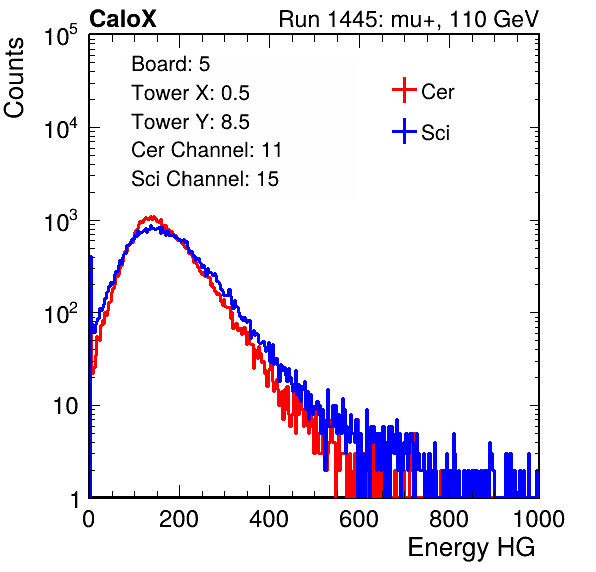 CaloX Run 1445: mu+, 110 GeV
Counts
Board: 5
Tower X: 0.5
Tower Y: 8.5
Cer Channel: 11
Sci Channel: 15
Cer
Sci
10^5
10^4
10^3
10^2
10
1
0 200 400 600 800 1000
Energy HG